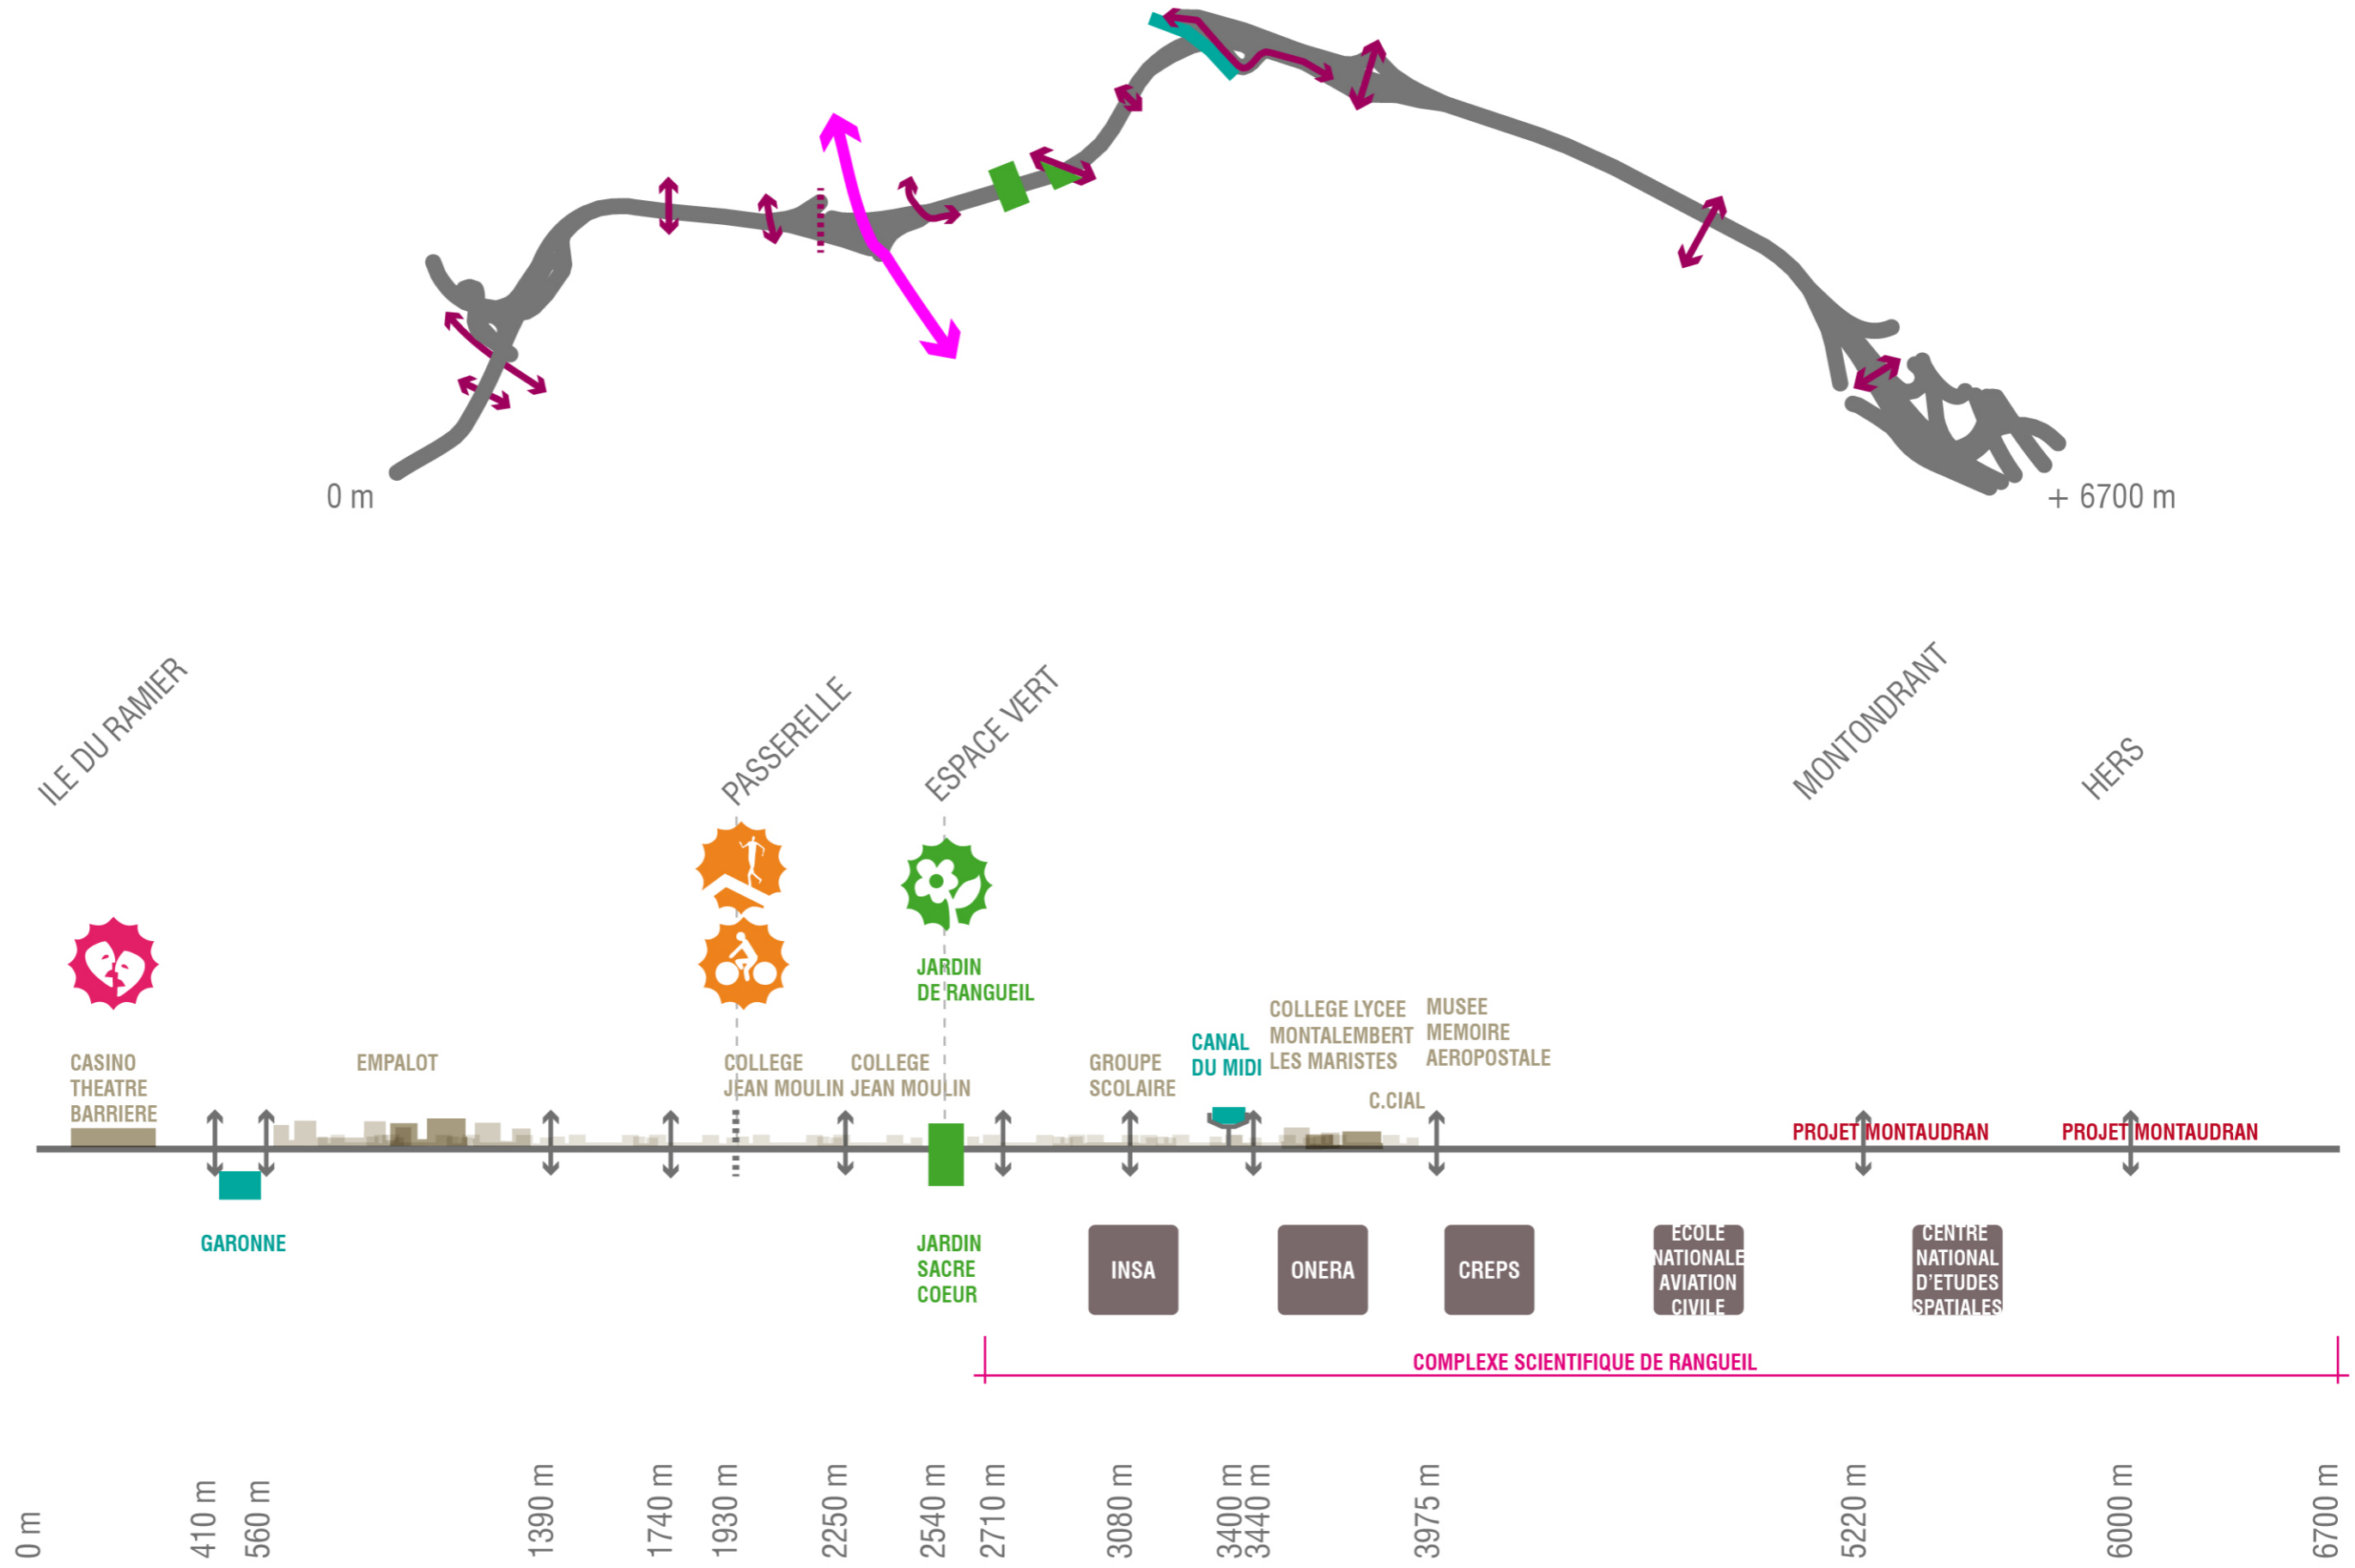 0 m
+ 6700 m
ILE DU RAMIER
PASSERELLE
ESPACE VERT
MONTONDRANT
HERS
JARDIN
DE RANGUEIL
CASINO
THEATRE
BARRIERE
EMPALOT
COLLEGE
JEAN MOULIN
COLLEGE
JEAN MOULIN
GROUPE
SCOLAIRE
CANAL
DU MIDI
COLLEGE LYCEE
MONTALEMBERT
LES MARISTES
MUSEE
MEMOIRE
AEROPOSTALE
C.CIAL
PROJET MONTAUDRAN
PROJET MONTAUDRAN
GARONNE
JARDIN
SACRE
COEUR
INSA
ONERA
CREPS
ECOLE
NATIONALE
AVIATION
CIVILE
CENTRE
NATIONAL
D'ETUDES
SPATIALES
COMPLEXE SCIENTIFIQUE DE RANGUEIL
0 m
410 m
560 m
1390 m
1740 m
1930 m
2250 m
2540 m
2710 m
3080 m
3400 m
3440 m
3975 m
5220 m
6000 m
6700 m